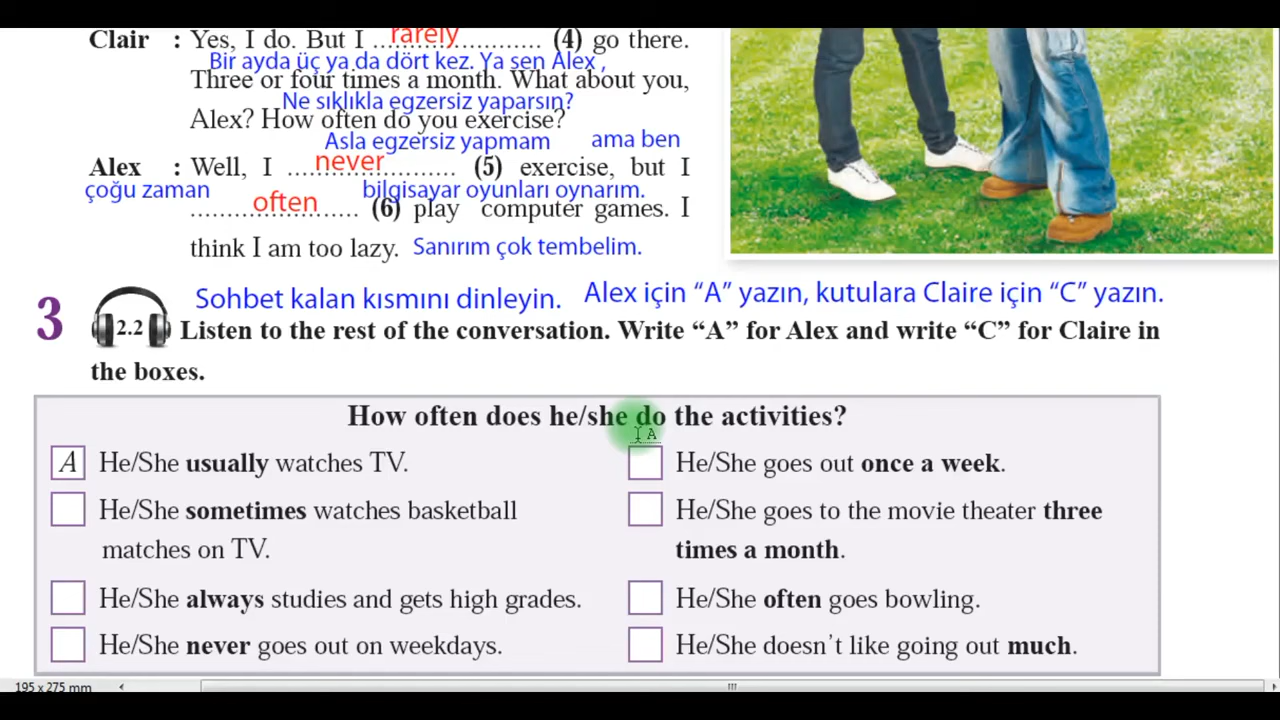 Clair : Yes, I do. But I ........................ (4) go there.
rarely
Bir ayda üç ya da dört kez. Ya sen Alex ,
Three or four times a month. What about you,
Ne sıklıkla egzersiz yaparsın?
Alex? How often do you exercise?
Asla egzersiz yapmam ama ben
Alex : Well, I ........................ (5) exercise, but I
never
çoğu zaman bilgisayar oyunları oynarım.
........................ (6) play computer games. I
often
think I am too lazy. Sanırım çok tembelim.
Sohbet kalan kısmını dinleyin. Alex için “A” yazın, kutulara Claire için “C” yazın.
3 2.2 Listen to the rest of the conversation. Write “A” for Alex and write “C” for Claire in
the boxes.
How often does he/she do the activities?
A
A He/She usually watches TV.
He/She sometimes watches basketball
matches on TV.
He/She always studies and gets high grades.
He/She never goes out on weekdays.
He/She goes out once a week.
He/She goes to the movie theater three
times a month.
He/She often goes bowling.
He/She doesn’t like going out much.
195 x 275 mm